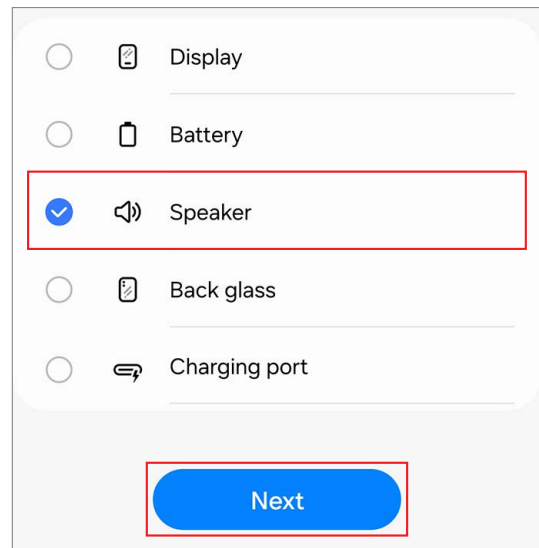 Display
Battery
Speaker
Back glass
Charging port
Next